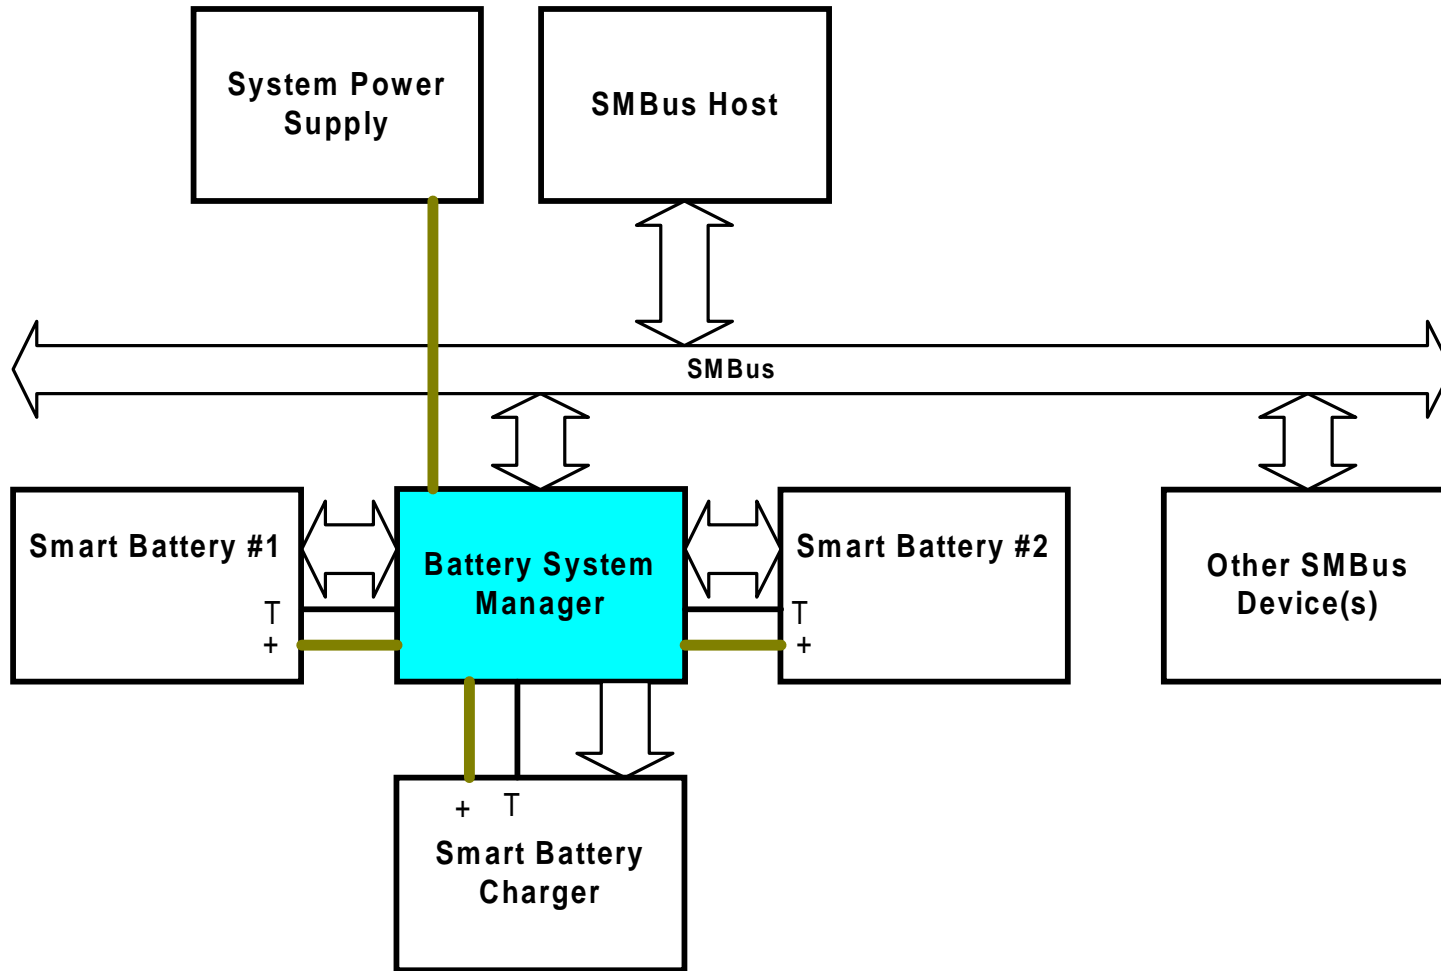 System Power
Supply
SMBus Host
SMBus
Smart Battery #1
T
+
Battery System
Manager
Smart Battery #2
T
+
Other SMBus
Device(s)
+ T
Smart Battery
Charger